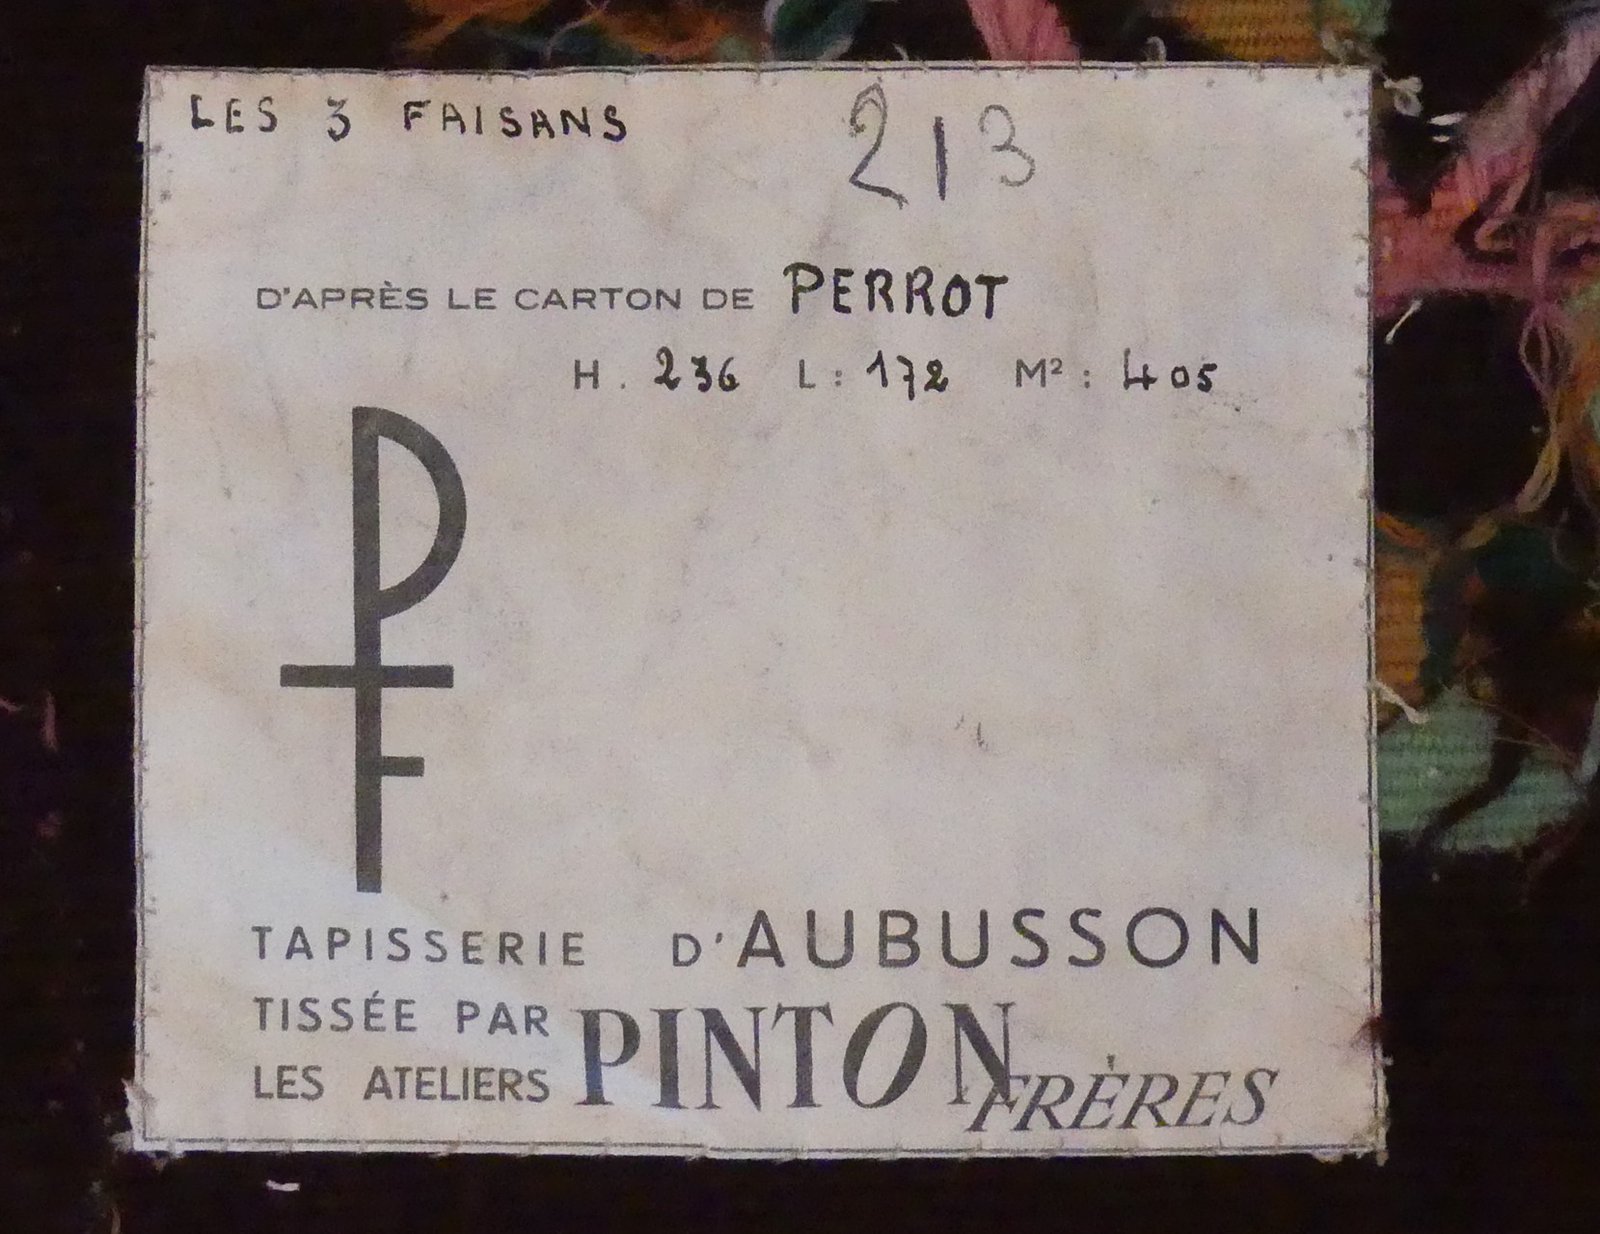 LES 3 FAISANS 213
D'APRÈS LE CARTON DE PERROT
H. 236 L: 172 M²: 405
PF
TAPISSERIE D'AUBUSSON
TISSÉE PAR
LES ATELIERS PINTON FRÈRES